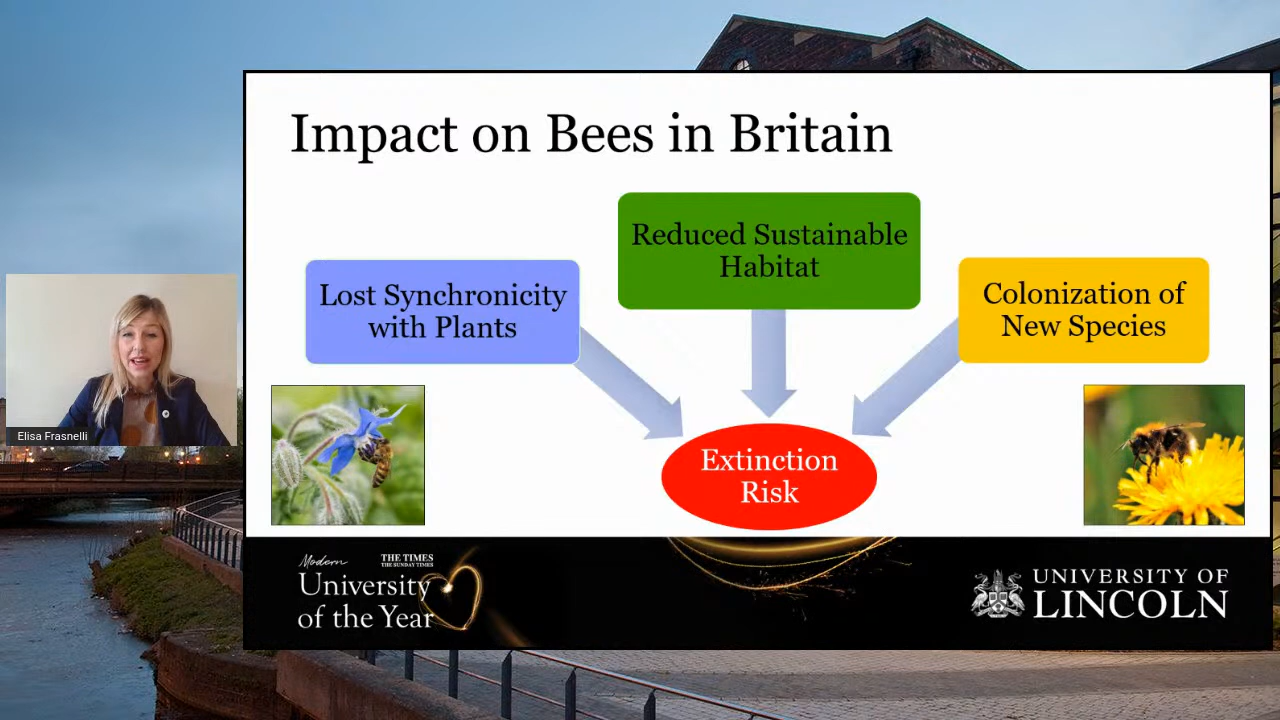 Impact on Bees in Britain
Reduced Sustainable
Habitat
Lost Synchronicity
with Plants
Colonization of
New Species
Extinction
Risk
Elisa Frasnelli
Modern
University
of the Year
THE TIMES
THE SUNDAY TIMES
UNIVERSITY OF
LINCOLN